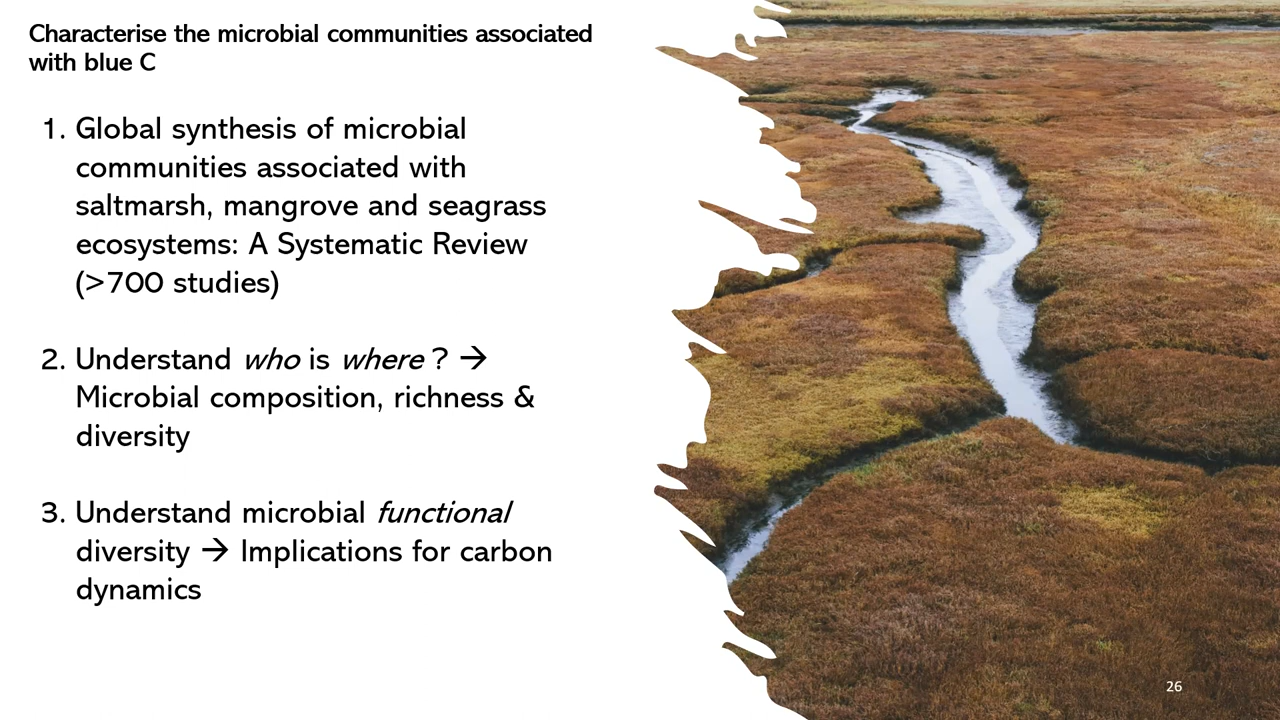 Characterise the microbial communities associated
with blue C
1. Global synthesis of microbial
communities associated with
saltmarsh, mangrove and seagrass
ecosystems: A Systematic Review
(>700 studies)
2. Understand who is where ? →
Microbial composition, richness &
diversity
3. Understand microbial functional
diversity → Implications for carbon
dynamics
26